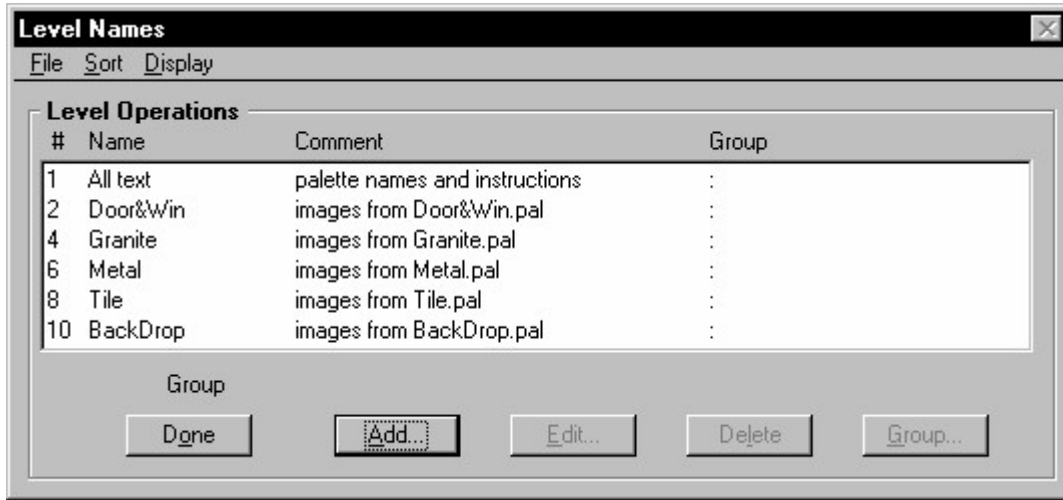 Level Names
File Sort Display
Level Operations
# Name Comment Group
1 All text palette names and instructions :
2 Door&Win images from Door&Win.pal :
4 Granite images from Granite.pal :
6 Metal images from Metal.pal :
8 Tile images from Tile.pal :
10 BackDrop images from BackDrop.pal :
Group
Done Add... Edit... Delete Group...